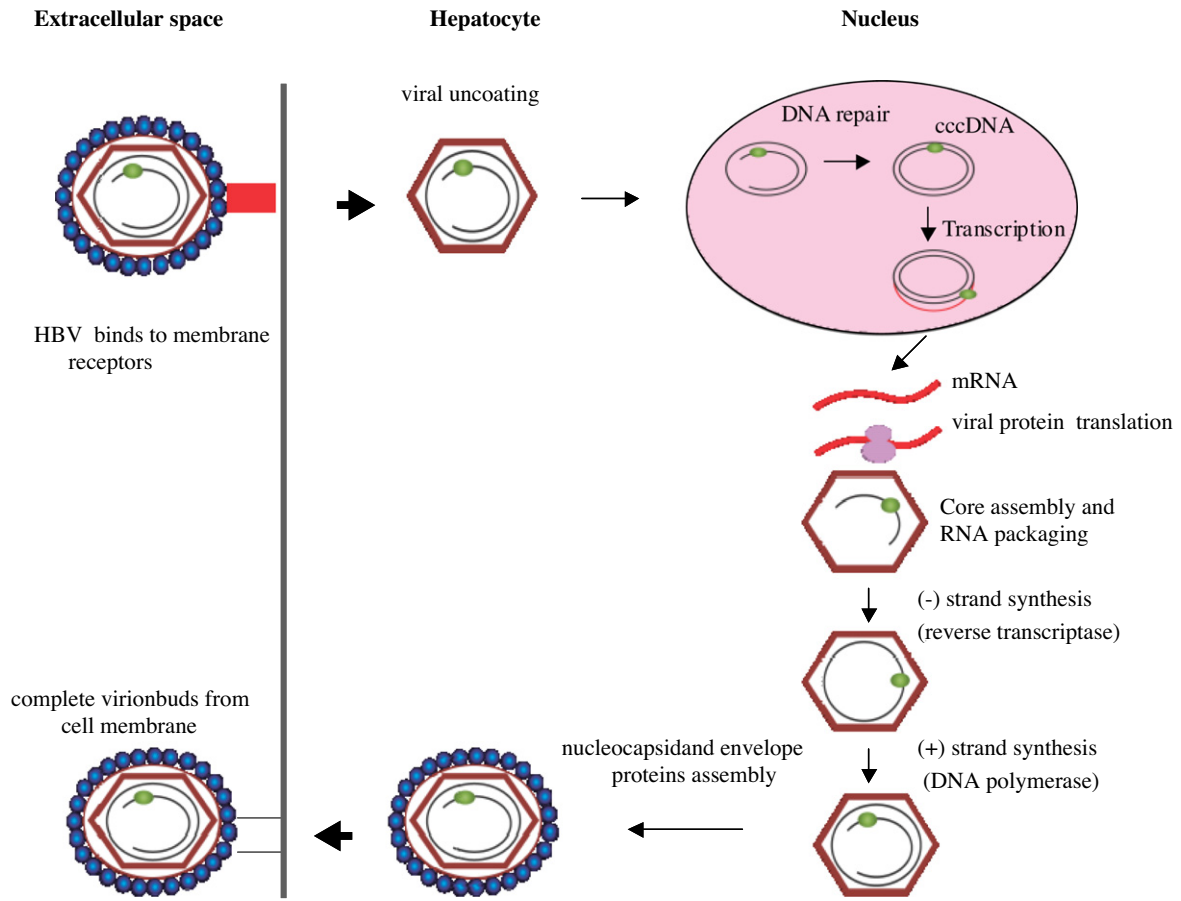 Extracellular space
Hepatocyte
Nucleus
viral uncoating
DNA repair
cccDNA
Transcription
HBV binds to membrane
receptors
mRNA
viral protein translation
Core assembly and
RNA packaging
(-) strand synthesis
(reverse transcriptase)
complete virionbuds from
cell membrane
nucleocapsidand envelope
proteins assembly
(+) strand synthesis
(DNA polymerase)